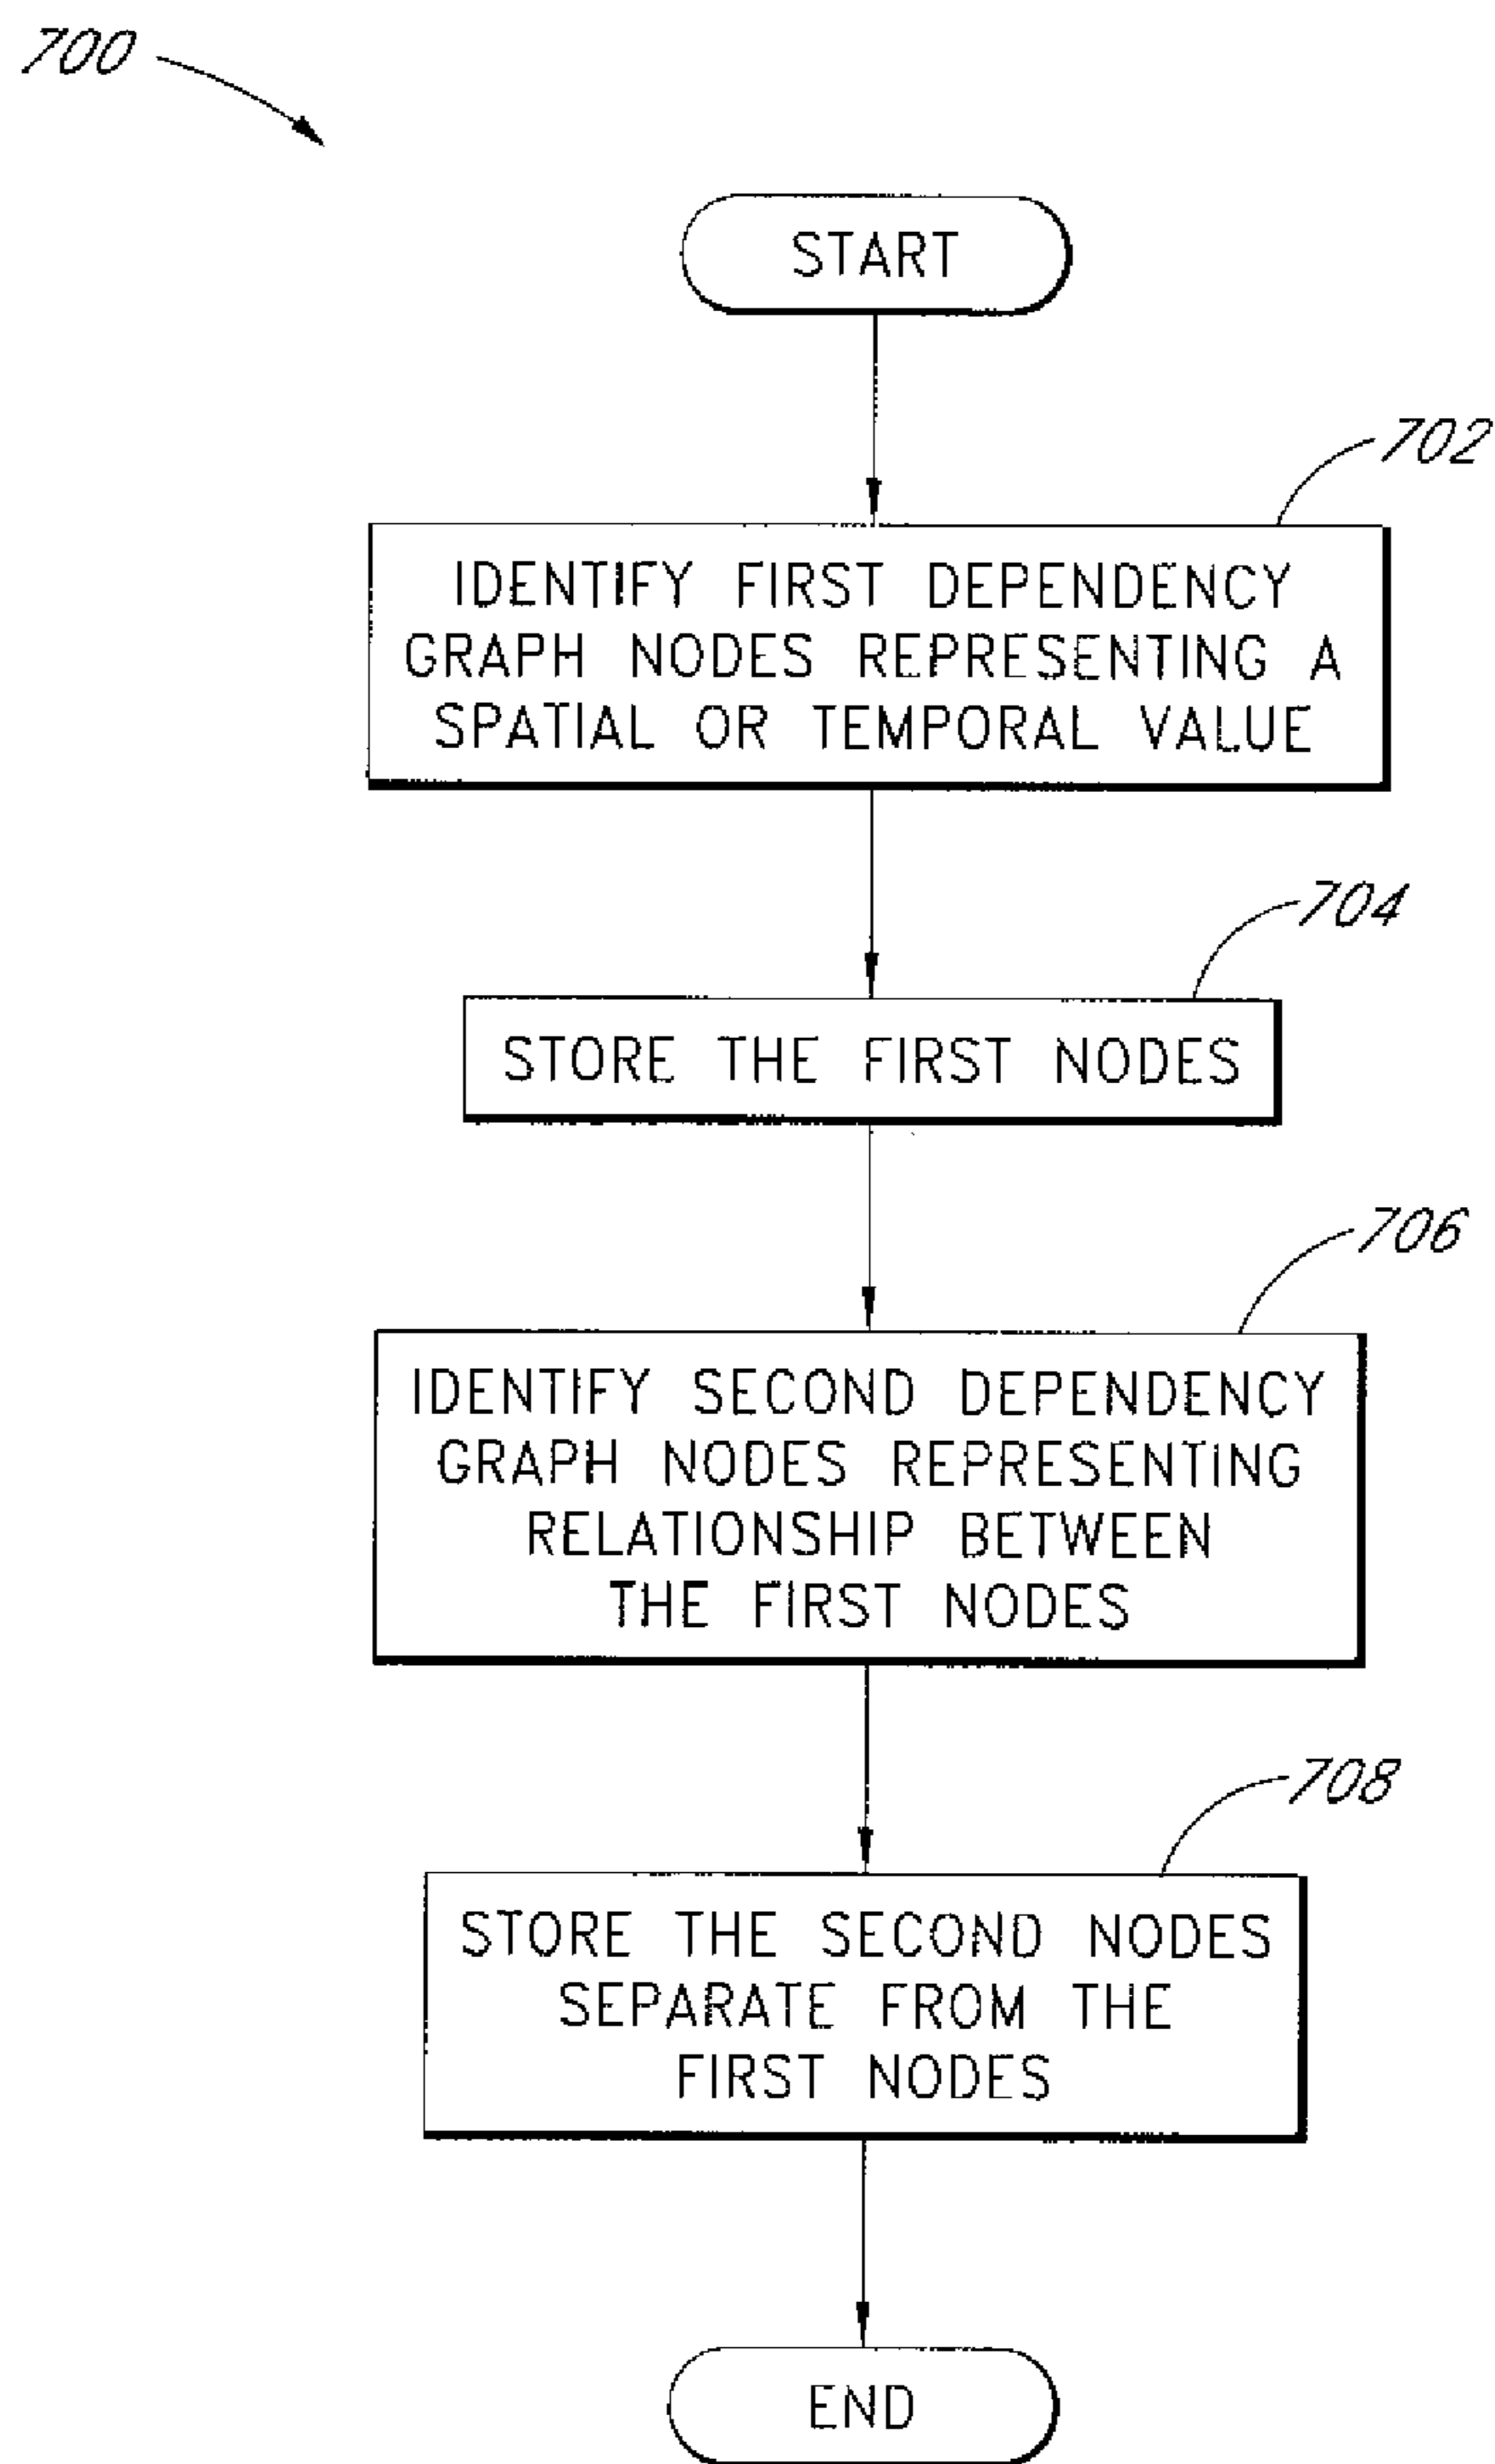 700
START
702
IDENTIFY FIRST DEPENDENCY
GRAPH NODES REPRESENTING A
SPATIAL OR TEMPORAL VALUE
704
STORE THE FIRST NODES
706
IDENTIFY SECOND DEPENDENCY
GRAPH NODES REPRESENTING
RELATIONSHIP BETWEEN
THE FIRST NODES
708
STORE THE SECOND NODES
SEPARATE FROM THE
FIRST NODES
END